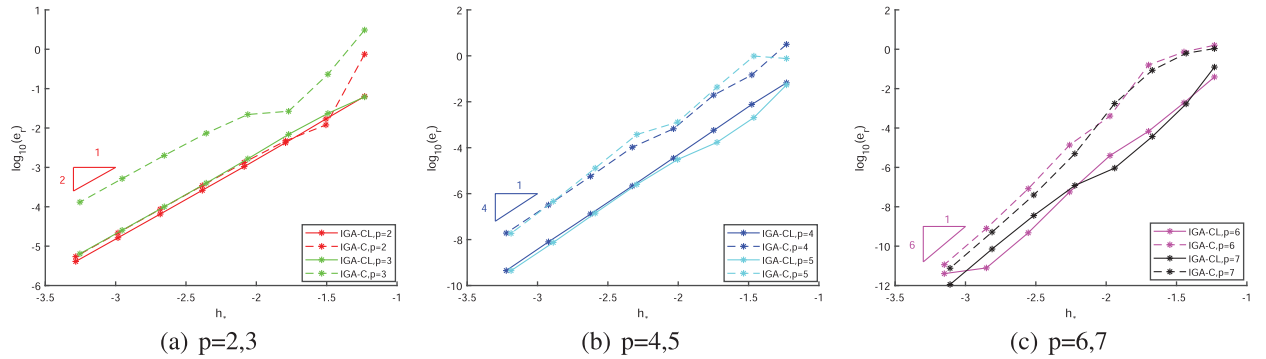 1
0
-1
-2
-3
-4
-5
-6
log10(er)
1
2
IGA-CL,p=2
IGA-C,p=2
IGA-CL,p=3
IGA-C,p=3
-3.5 -3 -2.5 -2 -1.5 -1
h*
(a) p=2,3
2
0
-2
-4
-6
-8
-10
log10(er)
1
4
IGA-CL,p=4
IGA-C,p=4
IGA-CL,p=5
IGA-C,p=5
-3.5 -3 -2.5 -2 -1.5 -1
h*
(b) p=4,5
2
0
-2
-4
-6
-8
-10
-12
log10(er)
1
6
IGA-CL,p=6
IGA-C,p=6
IGA-CL,p=7
IGA-C,p=7
-3.5 -3 -2.5 -2 -1.5 -1
h*
(c) p=6,7